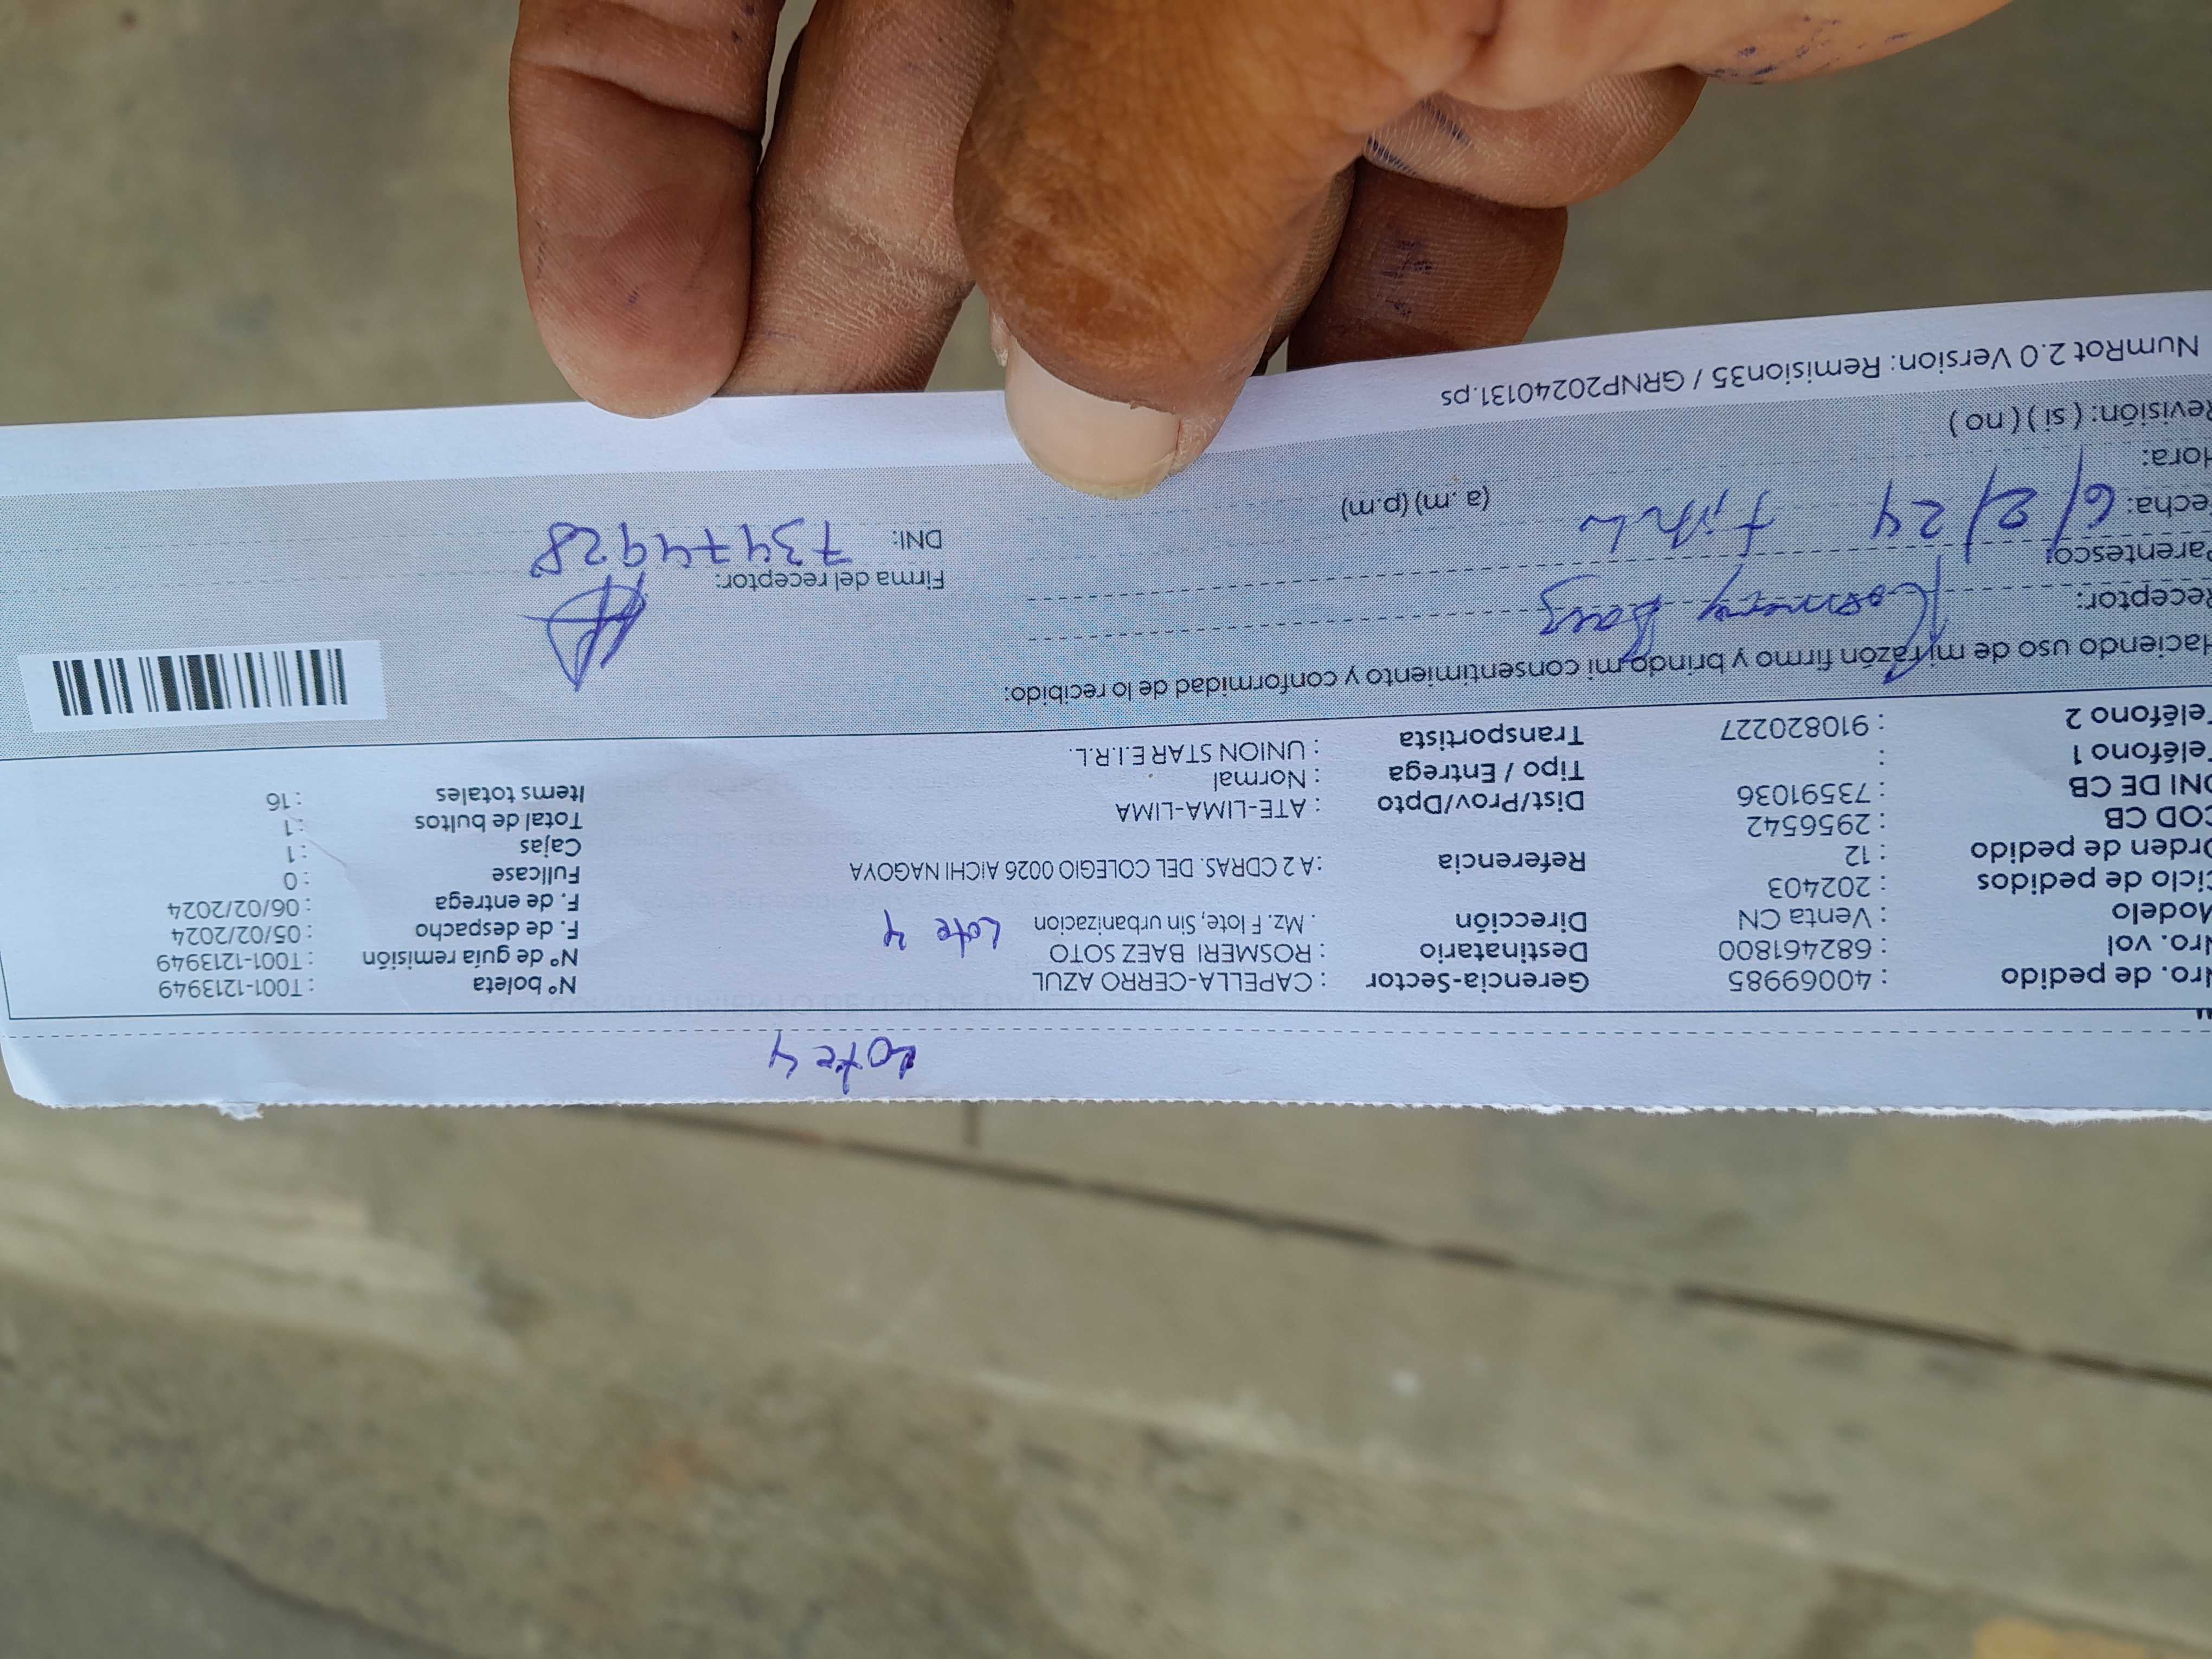 Lote 4
Nro. de pedido : 40069985 Gerencia-Sector : CAPELLA-CERRO AZUL N° boleta : T001-1213949
Nro. vol : 682461800 Destinatario : ROSMERI BAEZ SOTO N° de guía remisión : T001-1213949
Modelo : Venta CN Dirección . Mz. F lote, Sin urbanizacion Lote 4 F. de despacho : 05/02/2024
Ciclo de pedidos : 202403 F. de entrega : 06/02/2024
Orden de pedido : 12 Referencia : A 2 CDRAS. DEL COLEGIO 0026 AICHI NAGOYA Fullcase : 0
COD CB : 2956542 Cajas : 1
DNI DE CB : 73591036 Dist/Prov/Dpto : ATE-LIMA-LIMA Total de bultos : 1
Teléfono 1 : Tipo / Entrega : Normal Items totales : 16
Teléfono 2 : 910820227 Transportista : UNION STAR E.I.R.L.
Haciendo uso de mi razón firmo y brindo mi consentimiento y conformidad de lo recibido:
Receptor: Rosmery Baez
Parentesco: Firma del receptor:
Fecha: 6/2/24 DNI: 73474928
Hora: (a.m) (p.m)
Revisión: ( si ) ( no )
NumRot 2.0 Version: Remision35 / GRNP20240131.ps